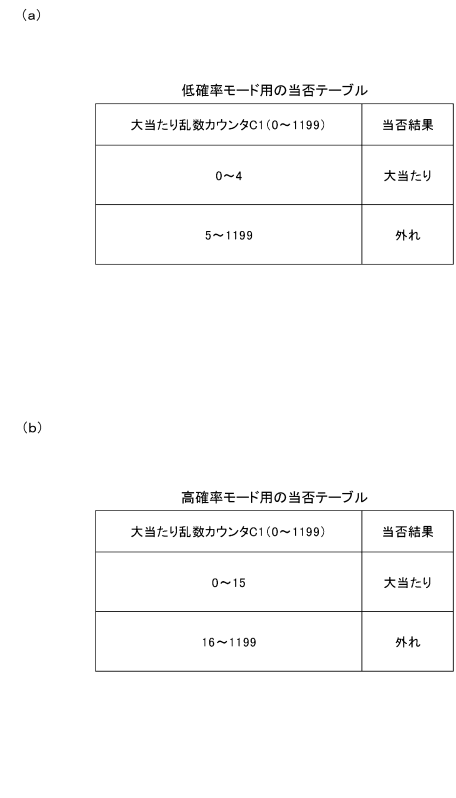 (a)
低確率モード用の当否テーブル
大当たり乱数カウンタC1(0～1199) 当否結果
0～4 大当たり
5～1199 外れ
(b)
高確率モード用の当否テーブル
大当たり乱数カウンタC1(0～1199) 当否結果
0～15 大当たり
16～1199 外れ